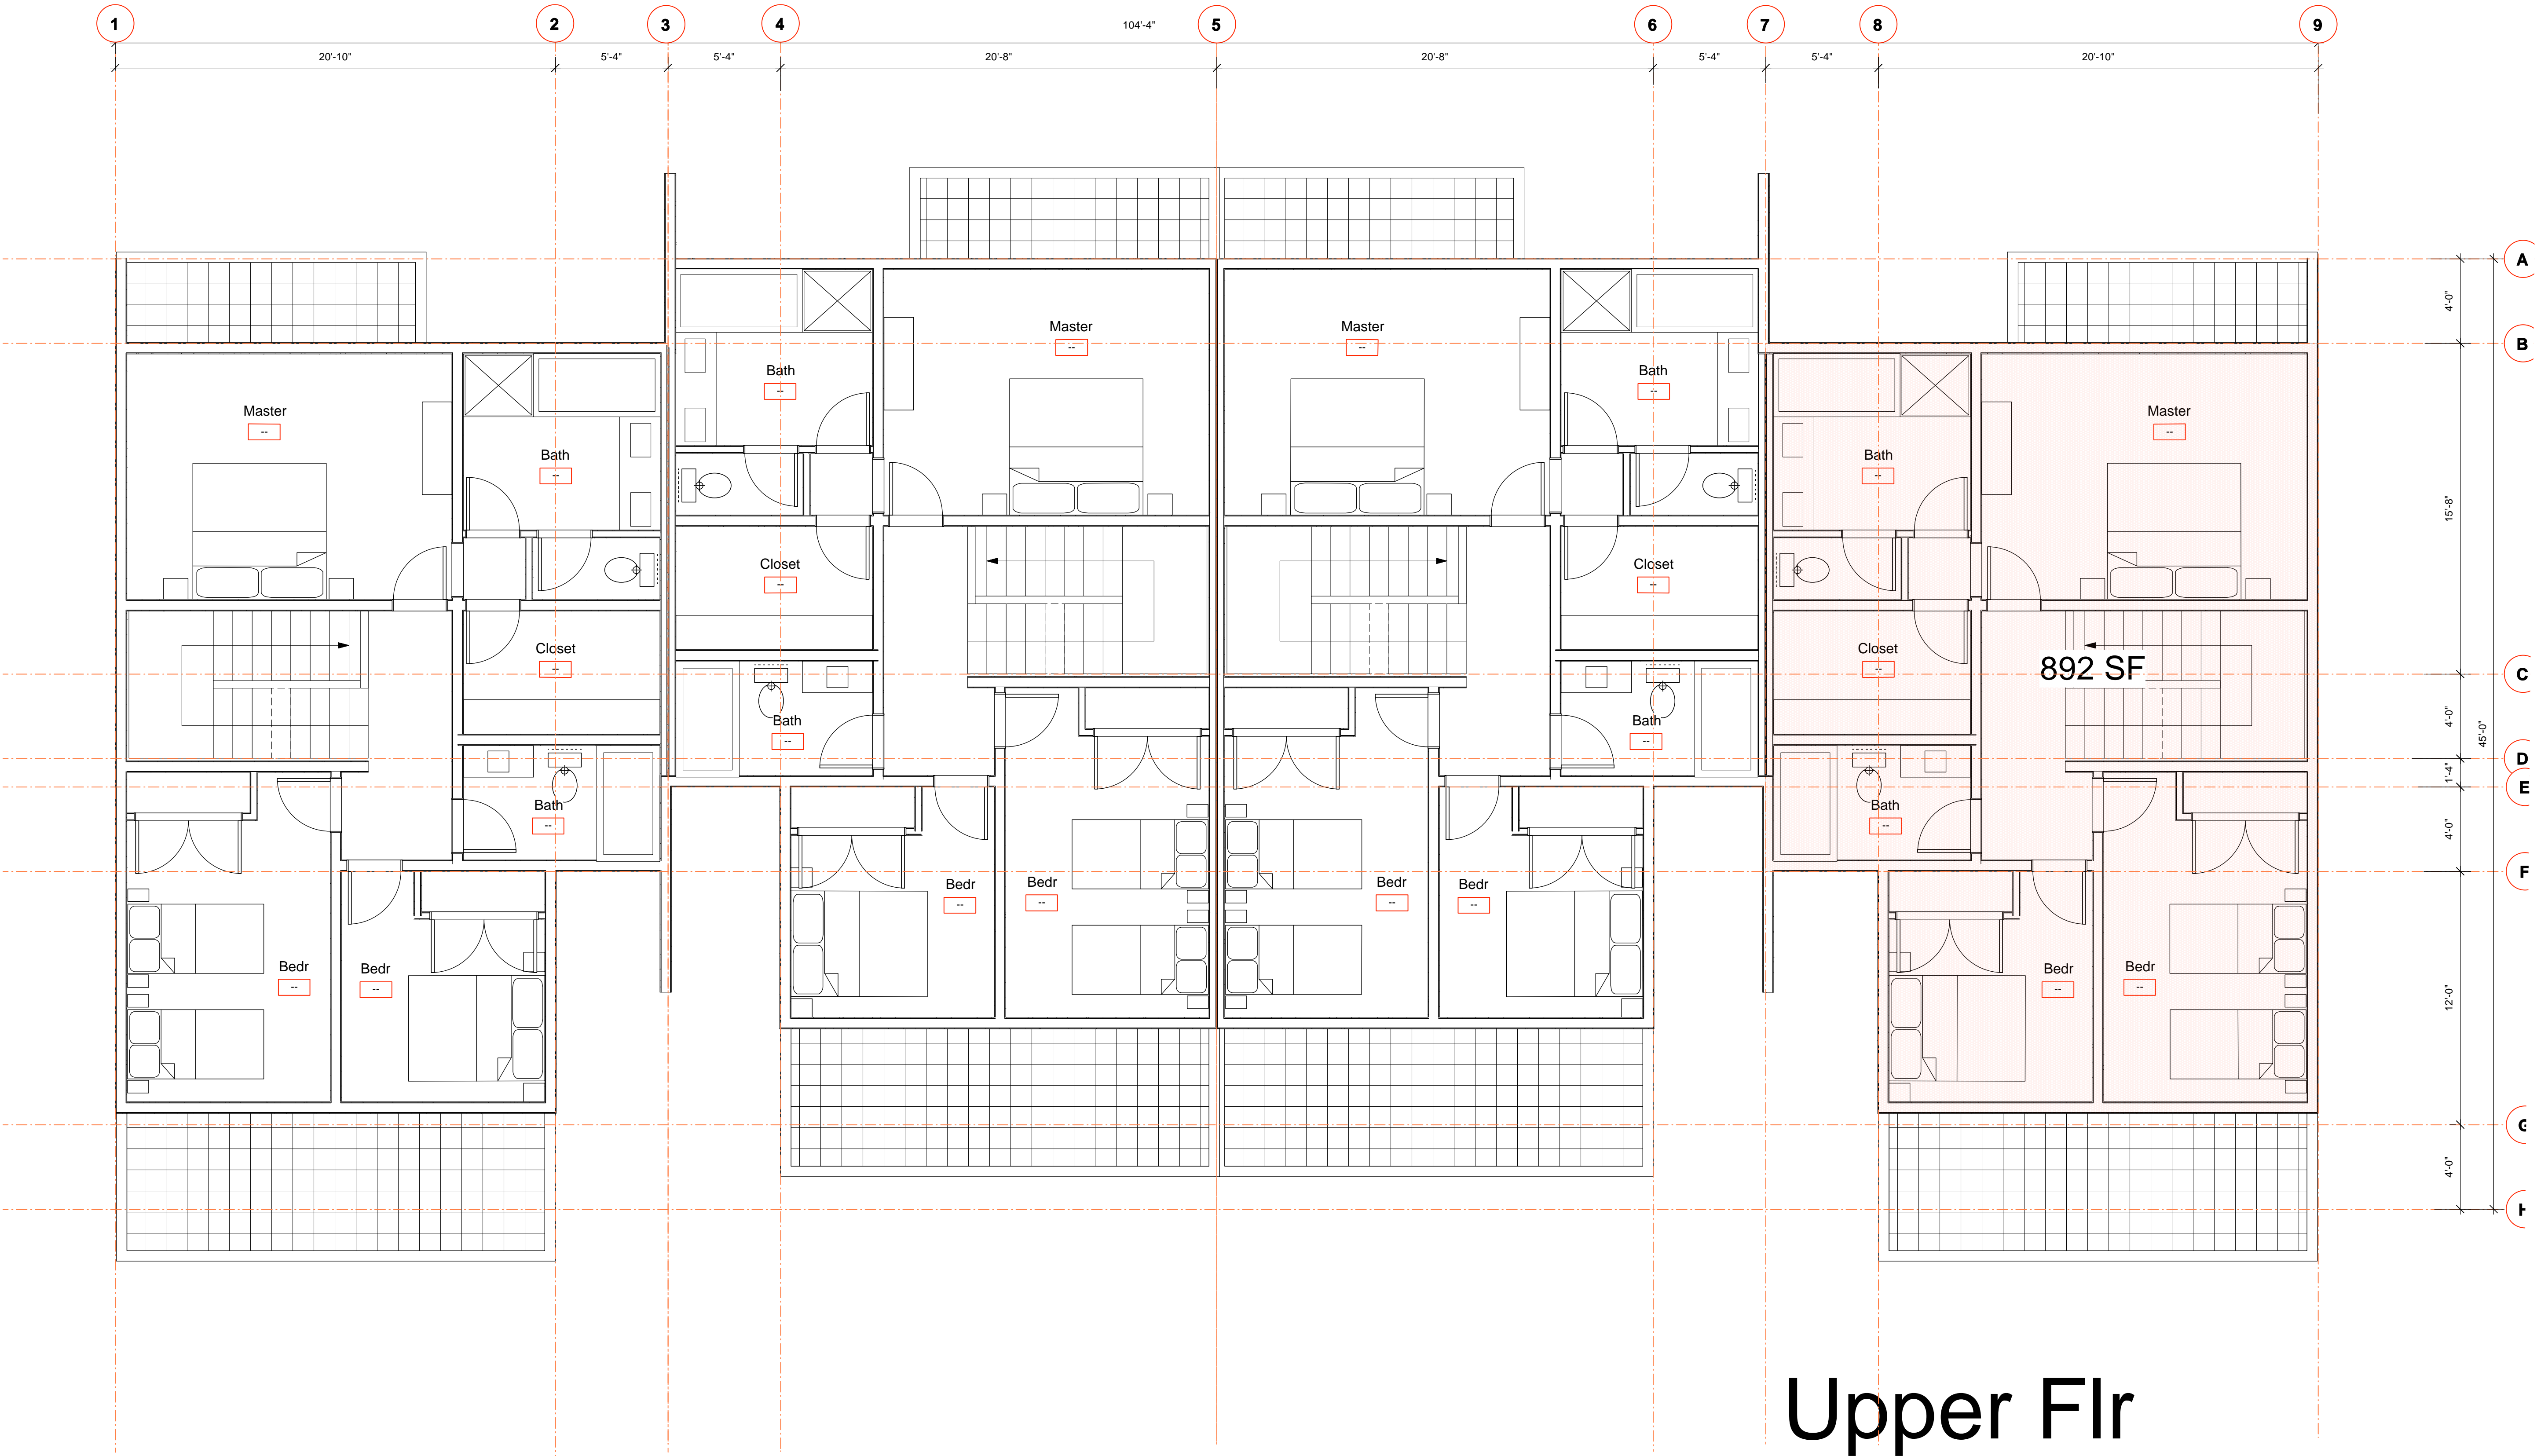 1 2 3 4 5 6 7 8 9
104'-4"
20'-10" 5'-4" 5'-4" 20'-8" 20'-8" 5'-4" 5'-4" 20'-10"
A
4'-0"
Master
--
Master
--
B
Bath
--
Bath
--
Master
--
Master
--
Bath
--
Bath
--
15'-8"
Closet
--
Closet
--
Closet
--
Closet
--
892 SF
C
4'-0"
Bath
--
Bath
--
45'-0"
D
1'-4"
E
Bath
--
Bath
--
4'-0"
F
Bedr
--
Bedr
--
Bedr
--
Bedr
--
Bedr
--
Bedr
--
Bedr
--
Bedr
--
12'-0"
G
4'-0"
H
Upper Flr